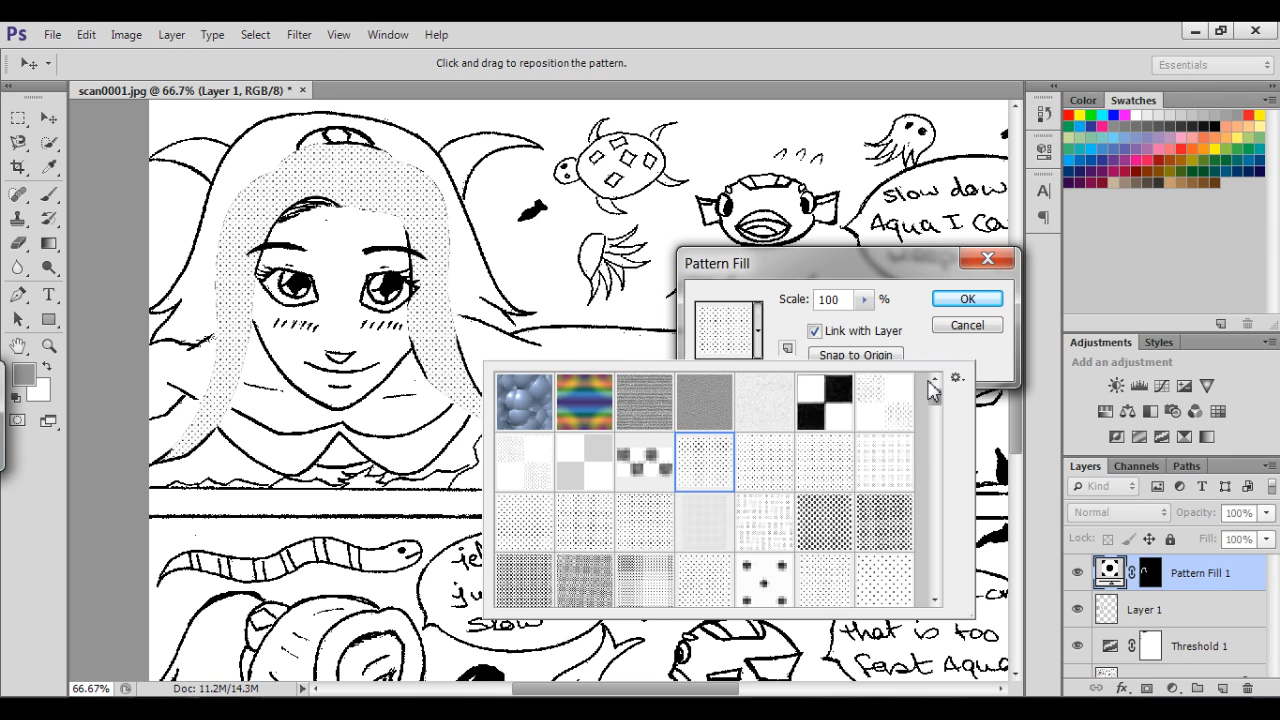 Ps File Edit Image Layer Type Select Filter View Window Help
Click and drag to reposition the pattern.
Essentials
scan0001.jpg @ 66.7% (Layer 1, RGB/8) * ×
Color Swatches
slow dow
Aqua I Ca
Pattern Fill
Scale: 100 %
OK
Link with Layer
Cancel
Snap to Origin
Adjustments Styles
Add an adjustment
Layers Channels Paths
Kind
Normal Opacity: 100%
Lock: Fill: 100%
Pattern Fill 1
Layer 1
Threshold 1
jel
ju
slow
that is too
fast Aqua
66.67% Doc: 11.2M/14.3M